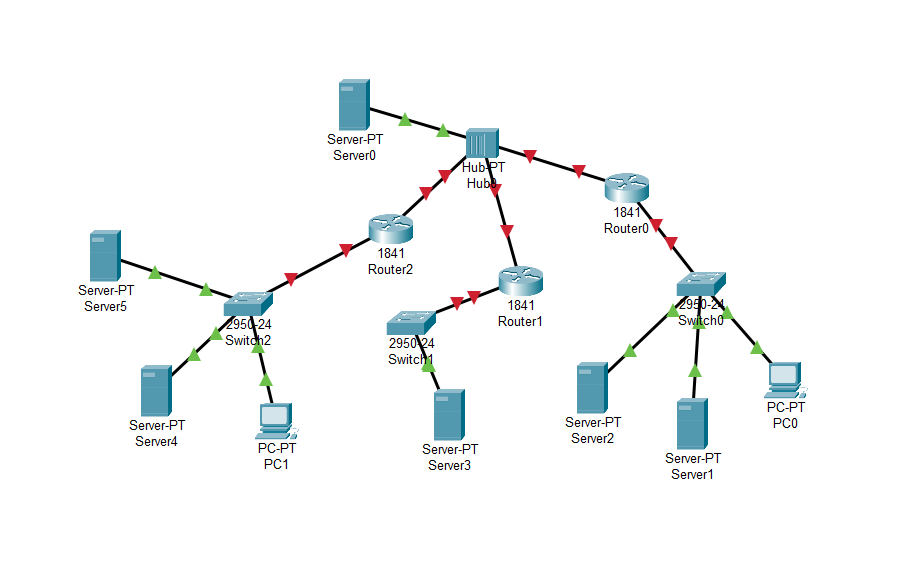 Server-PT
Server0
Hub-PT
Hub0
1841
Router0
1841
Router2
Server-PT
Server5
1841
Router1
2950-24
Switch2
2950-24
Switch1
2950-24
Switch0
Server-PT
Server4
PC-PT
PC1
Server-PT
Server3
Server-PT
Server2
Server-PT
Server1
PC-PT
PC0